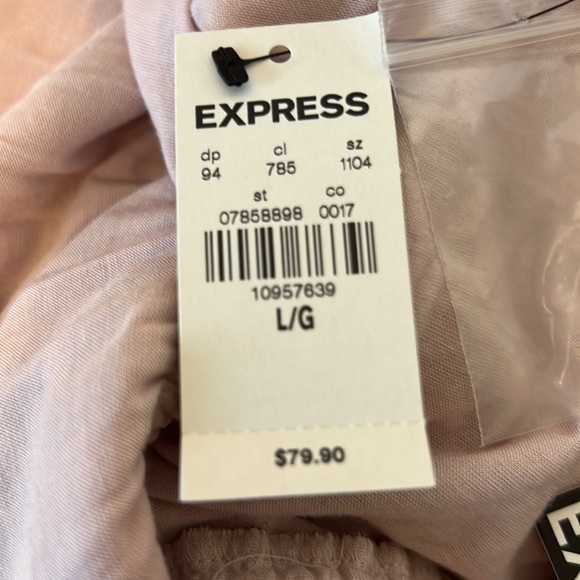 EXPRESS
dp cl sz
94 785 1104
st co
07858898 0017
10957639
L/G
$79.90